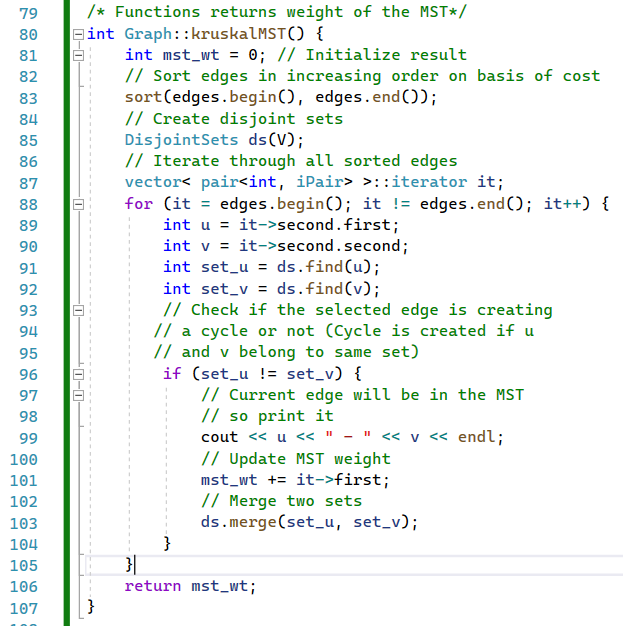 79 /* Functions returns weight of the MST*/
80 int Graph::kruskalMST() {
81     int mst_wt = 0; // Initialize result
82     // Sort edges in increasing order on basis of cost
83     sort(edges.begin(), edges.end());
84     // Create disjoint sets
85     DisjointSets ds(V);
86     // Iterate through all sorted edges
87     vector< pair<int, iPair> >::iterator it;
88     for (it = edges.begin(); it != edges.end(); it++) {
89         int u = it->second.first;
90         int v = it->second.second;
91         int set_u = ds.find(u);
92         int set_v = ds.find(v);
93         // Check if the selected edge is creating
94        // a cycle or not (Cycle is created if u
95        // and v belong to same set)
96         if (set_u != set_v) {
97             // Current edge will be in the MST
98             // so print it
99             cout << u << " - " << v << endl;
100             // Update MST weight
101             mst_wt += it->first;
102             // Merge two sets
103             ds.merge(set_u, set_v);
104         }
105     }
106     return mst_wt;
107 }